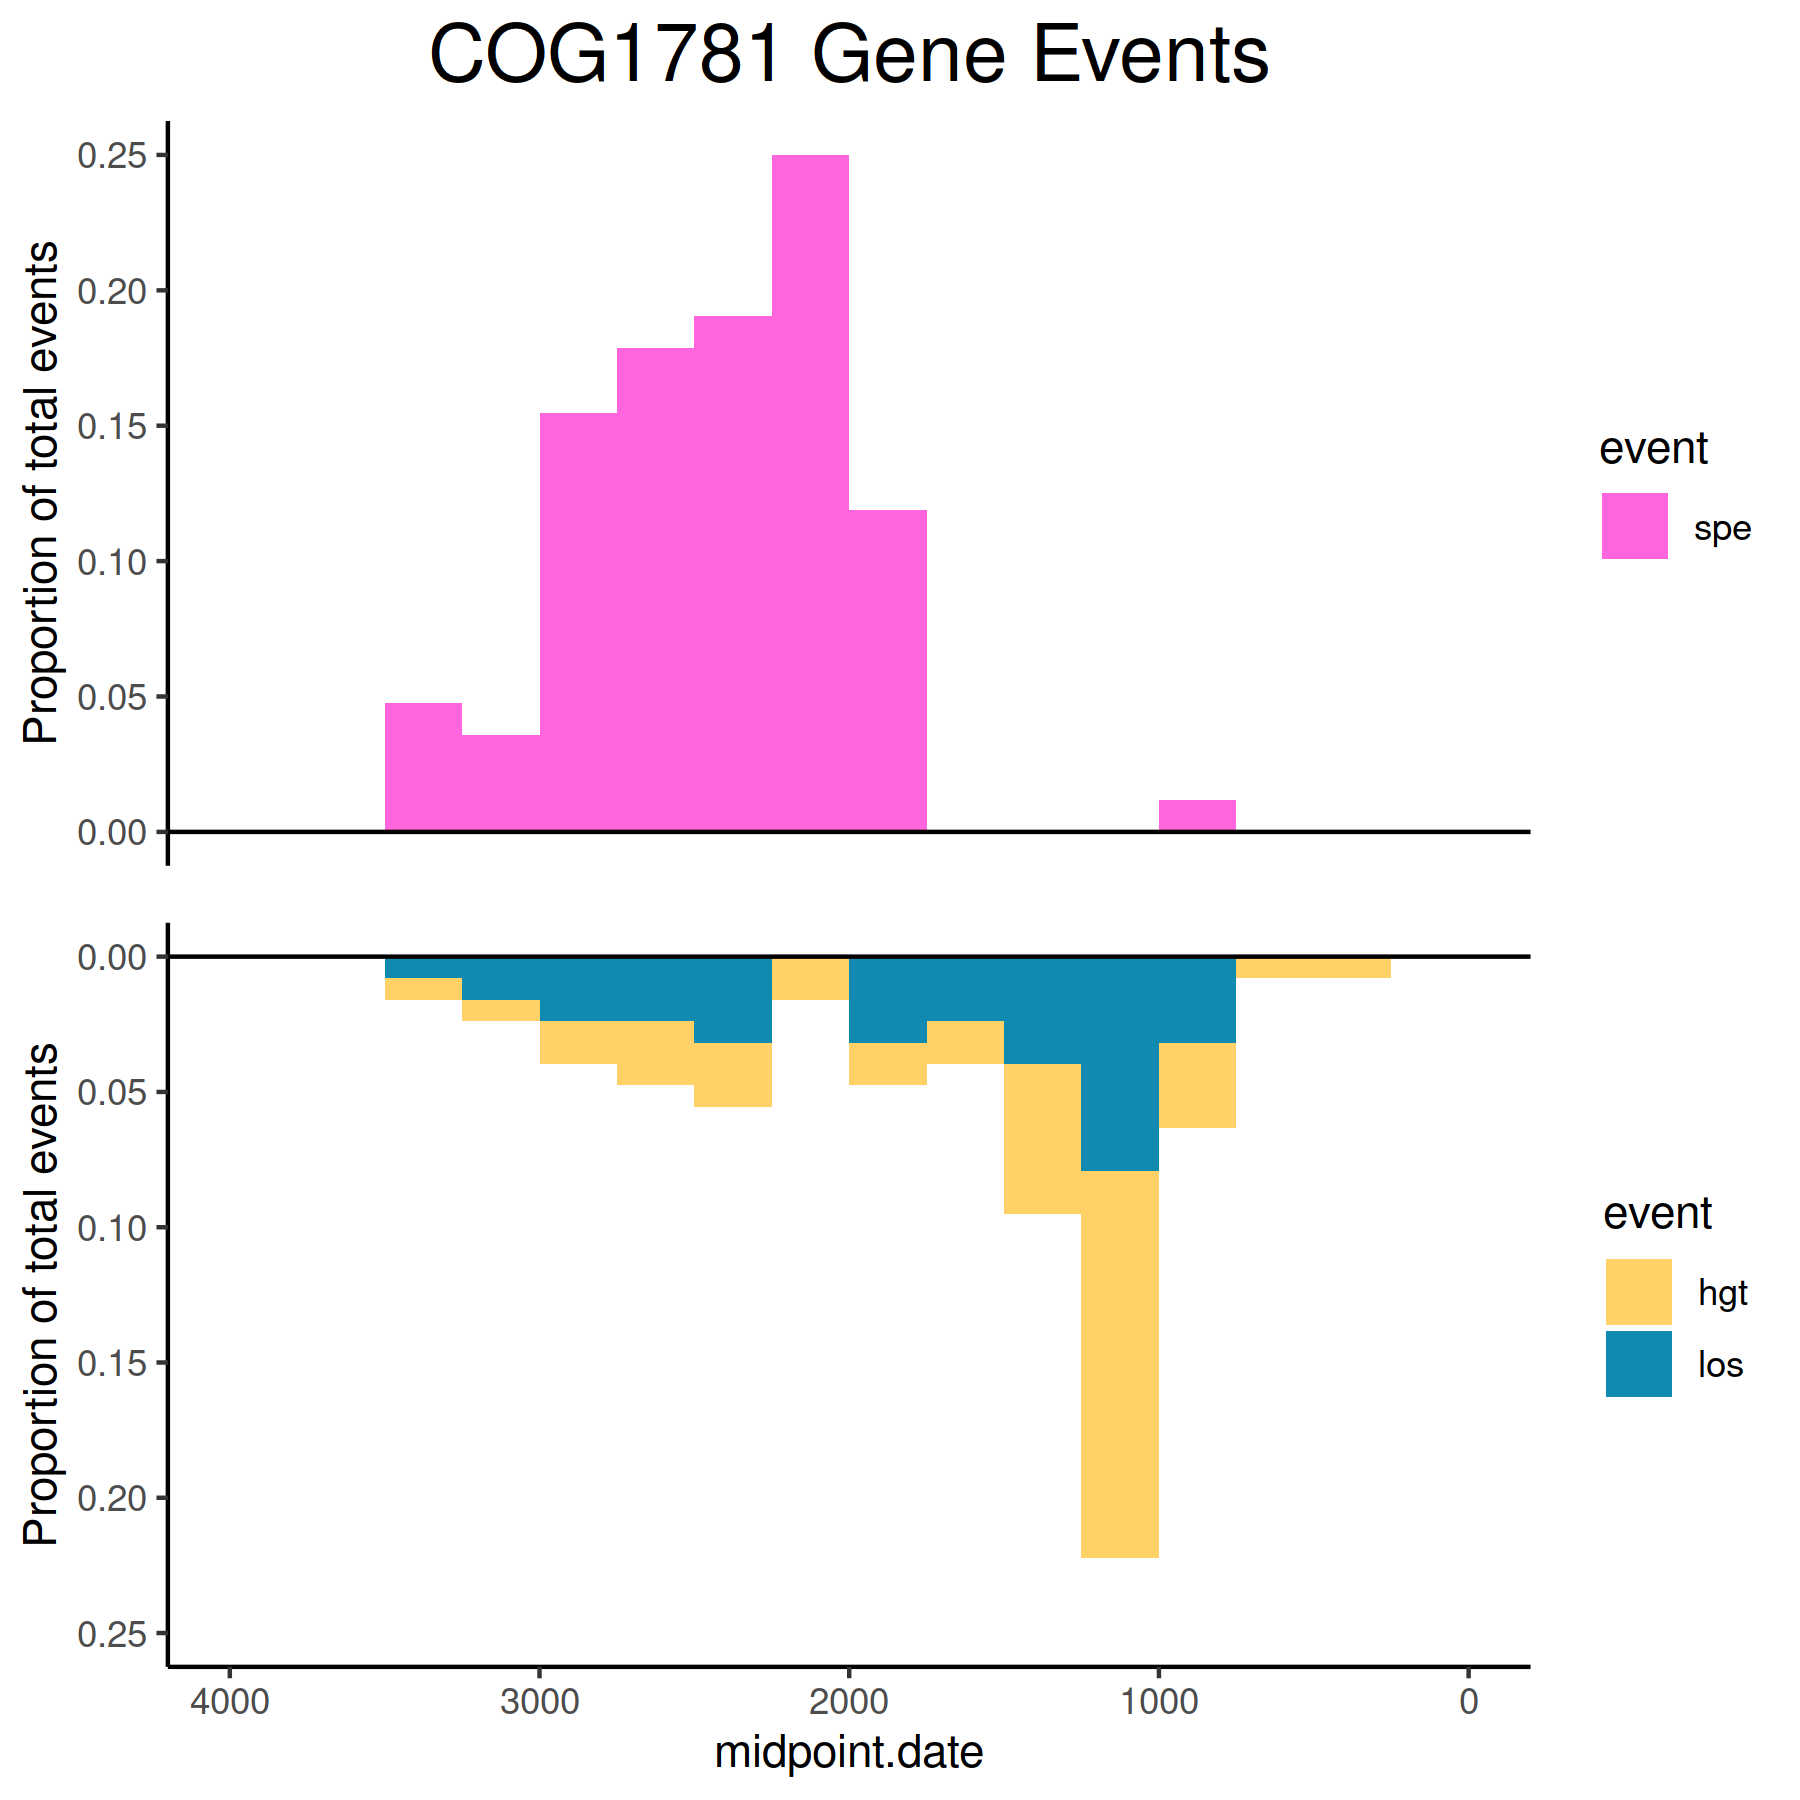 COG1781 Gene Events
Proportion of total events
0.25
0.20
0.15
0.10
0.05
0.00
event
spe
Proportion of total events
0.00
0.05
0.10
0.15
0.20
0.25
event
hgt
los
4000 3000 2000 1000 0
midpoint.date